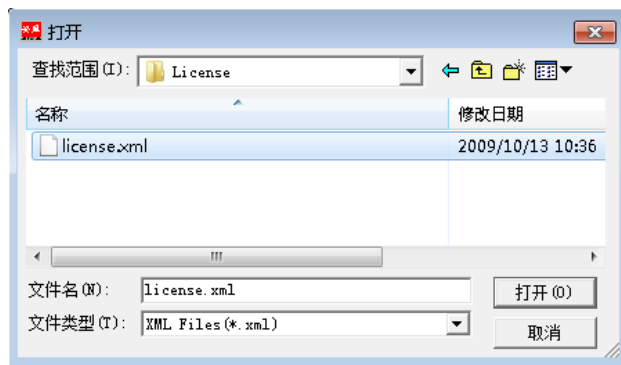 打开
查找范围(I): License
名称 修改日期
license.xml 2009/10/13 10:36
文件名(N): license.xml 打开(O)
文件类型(T): XML Files(*.xml) 取消